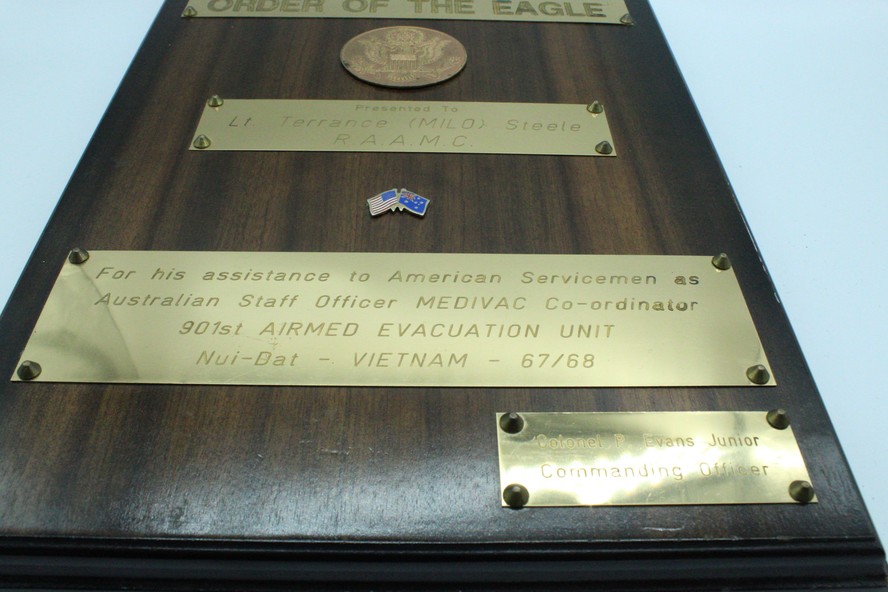 ORDER OF THE EAGLE
Presented To
Lt Terrance (MILO) Steele
R.A.A.M.C.
For his assistance to American Servicemen as
Australian Staff Officer MEDIVAC Co-ordinator
901st AIRMED EVACUATION UNIT
Nui-Dat - VIETNAM - 67/68
Colonel P. Evans Junior
Commanding Officer